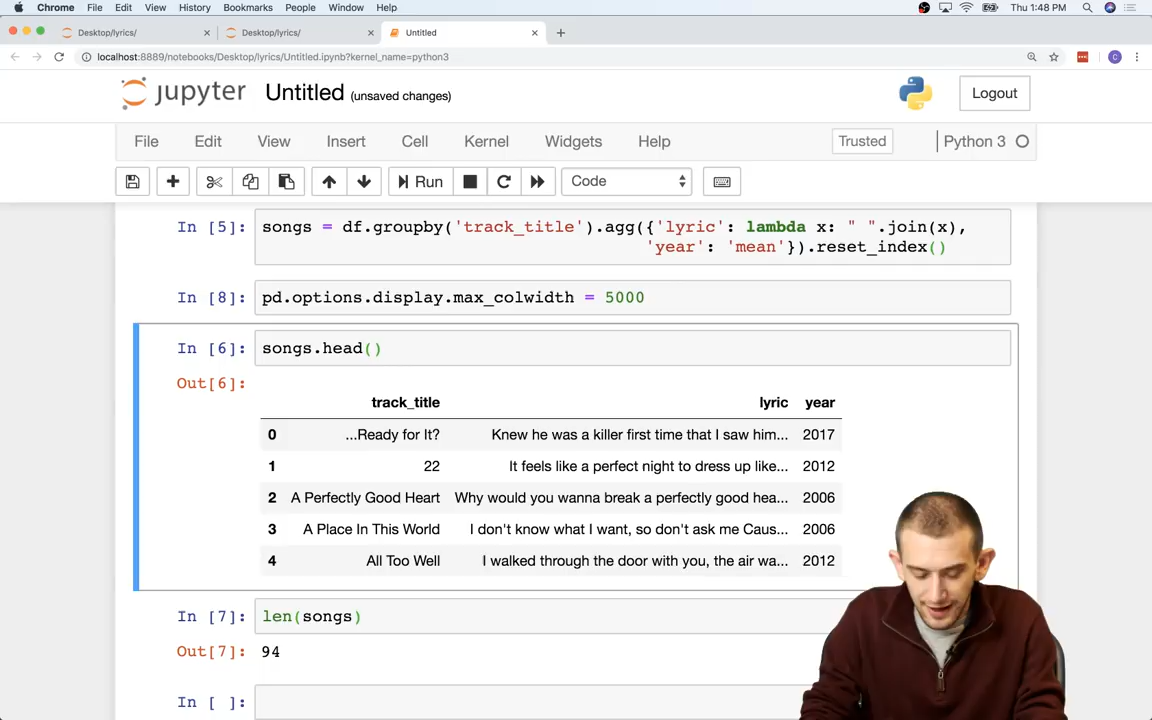 Chrome File Edit View History Bookmarks People Window Help Thu 1:48 PM
Desktop/lyrics/ Desktop/lyrics/ Untitled
localhost:8889/notebooks/Desktop/lyrics/Untitled.ipynb?kernel_name=python3 C
jupyter Untitled (unsaved changes) Logout
File Edit View Insert Cell Kernel Widgets Help Trusted Python 3
Run Code
In [5]: songs = df.groupby('track_title').agg({'lyric': lambda x: " ".join(x),
'year': 'mean'}).reset_index()
In [8]: pd.options.display.max_colwidth = 5000
In [6]: songs.head()
Out[6]:
track_title lyric year
0 ...Ready for It? Knew he was a killer first time that I saw him... 2017
1 22 It feels like a perfect night to dress up like... 2012
2 A Perfectly Good Heart Why would you wanna break a perfectly good hea... 2006
3 A Place In This World I don't know what I want, so don't ask me Caus... 2006
4 All Too Well I walked through the door with you, the air wa... 2012
In [7]: len(songs)
Out[7]: 94
In [ ]: